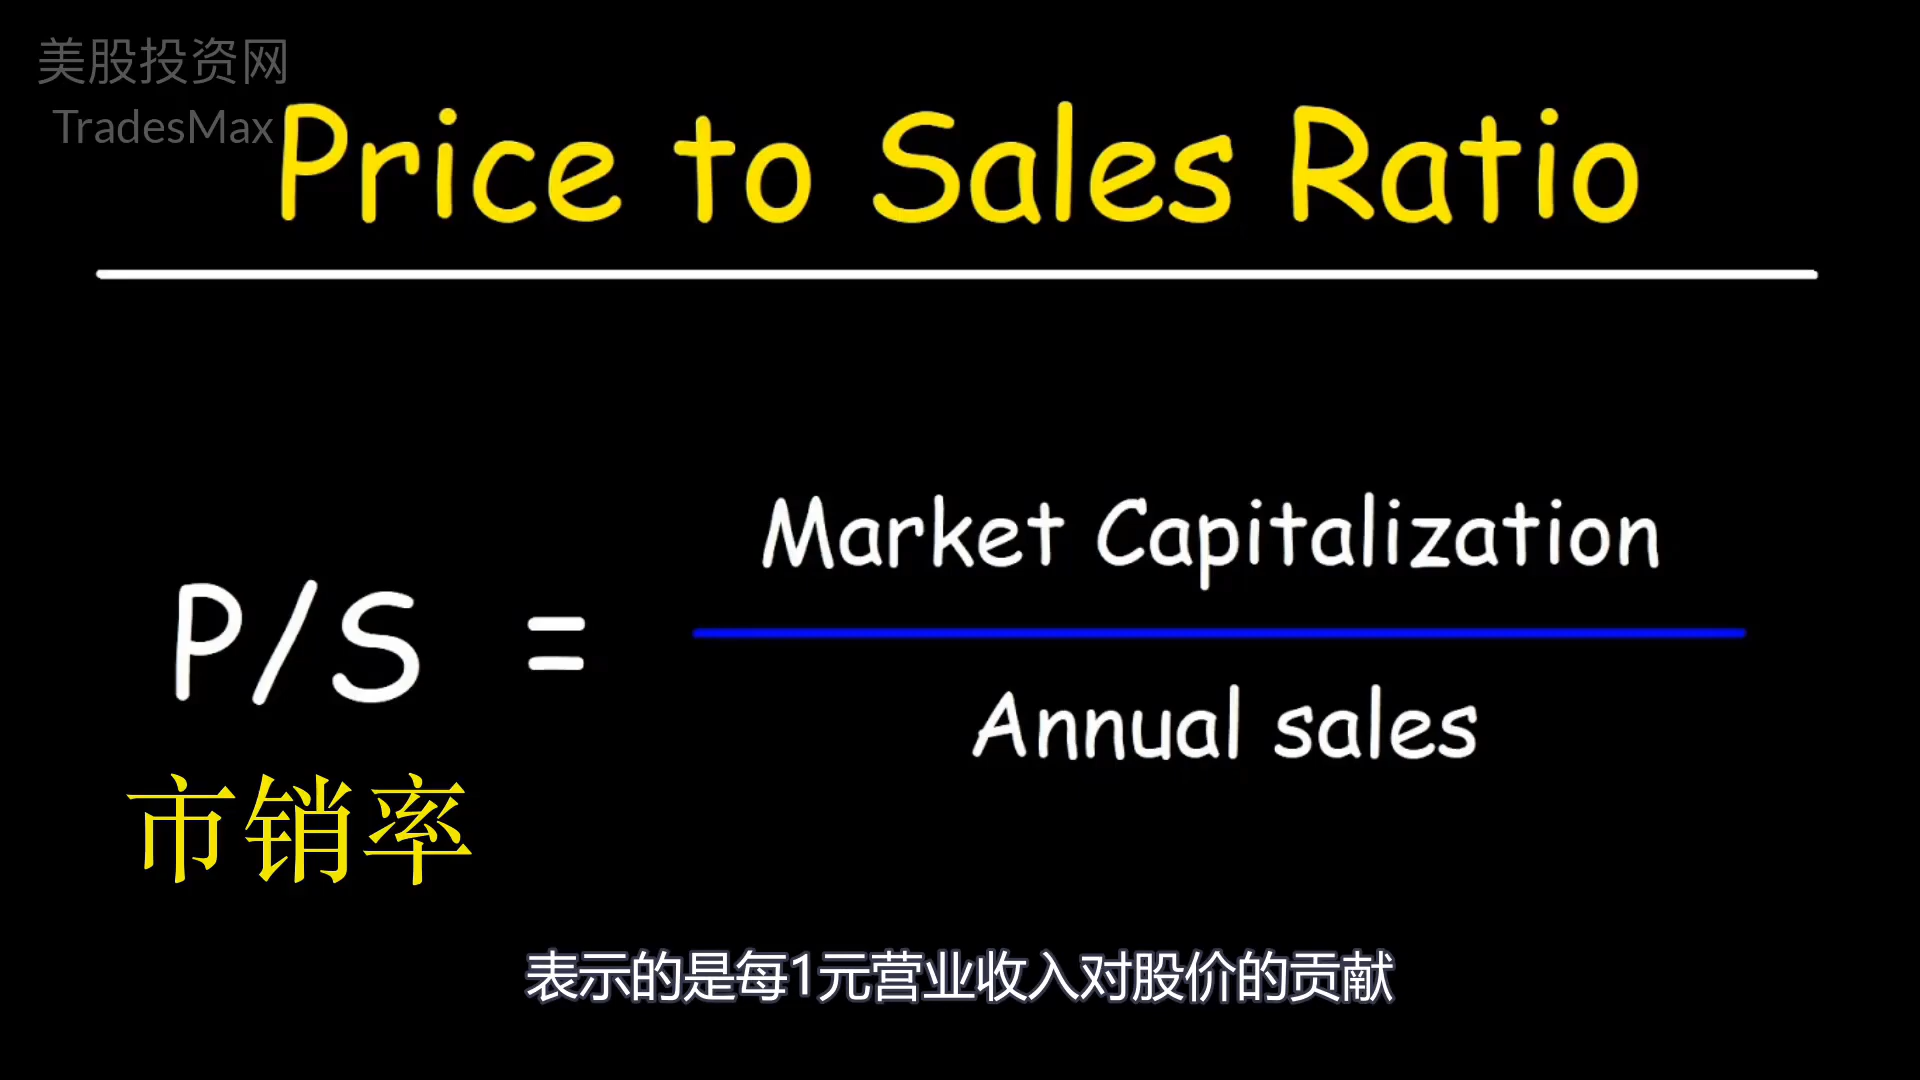 美股投资网
TradesMax
Price to Sales Ratio
Market Capitalization
P/S =
Annual sales
市销率
表示的是每1元营业收入对股价的贡献